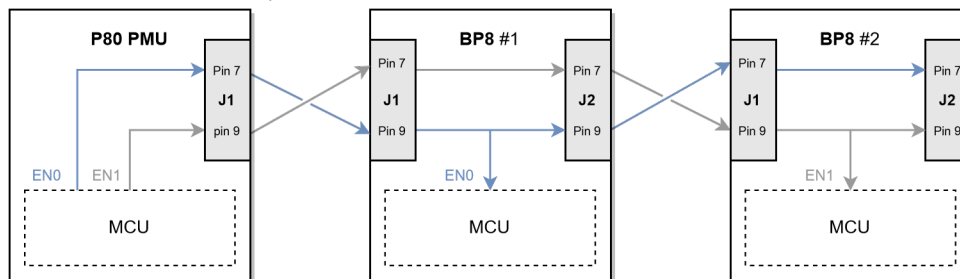 P80 PMU
Pin 7
J1
pin 9
EN0
EN1
MCU
BP8 #1
Pin 7
J1
Pin 9
Pin 7
J2
Pin 9
EN0
MCU
BP8 #2
Pin 7
J1
Pin 9
Pin 7
J2
Pin 9
EN1
MCU